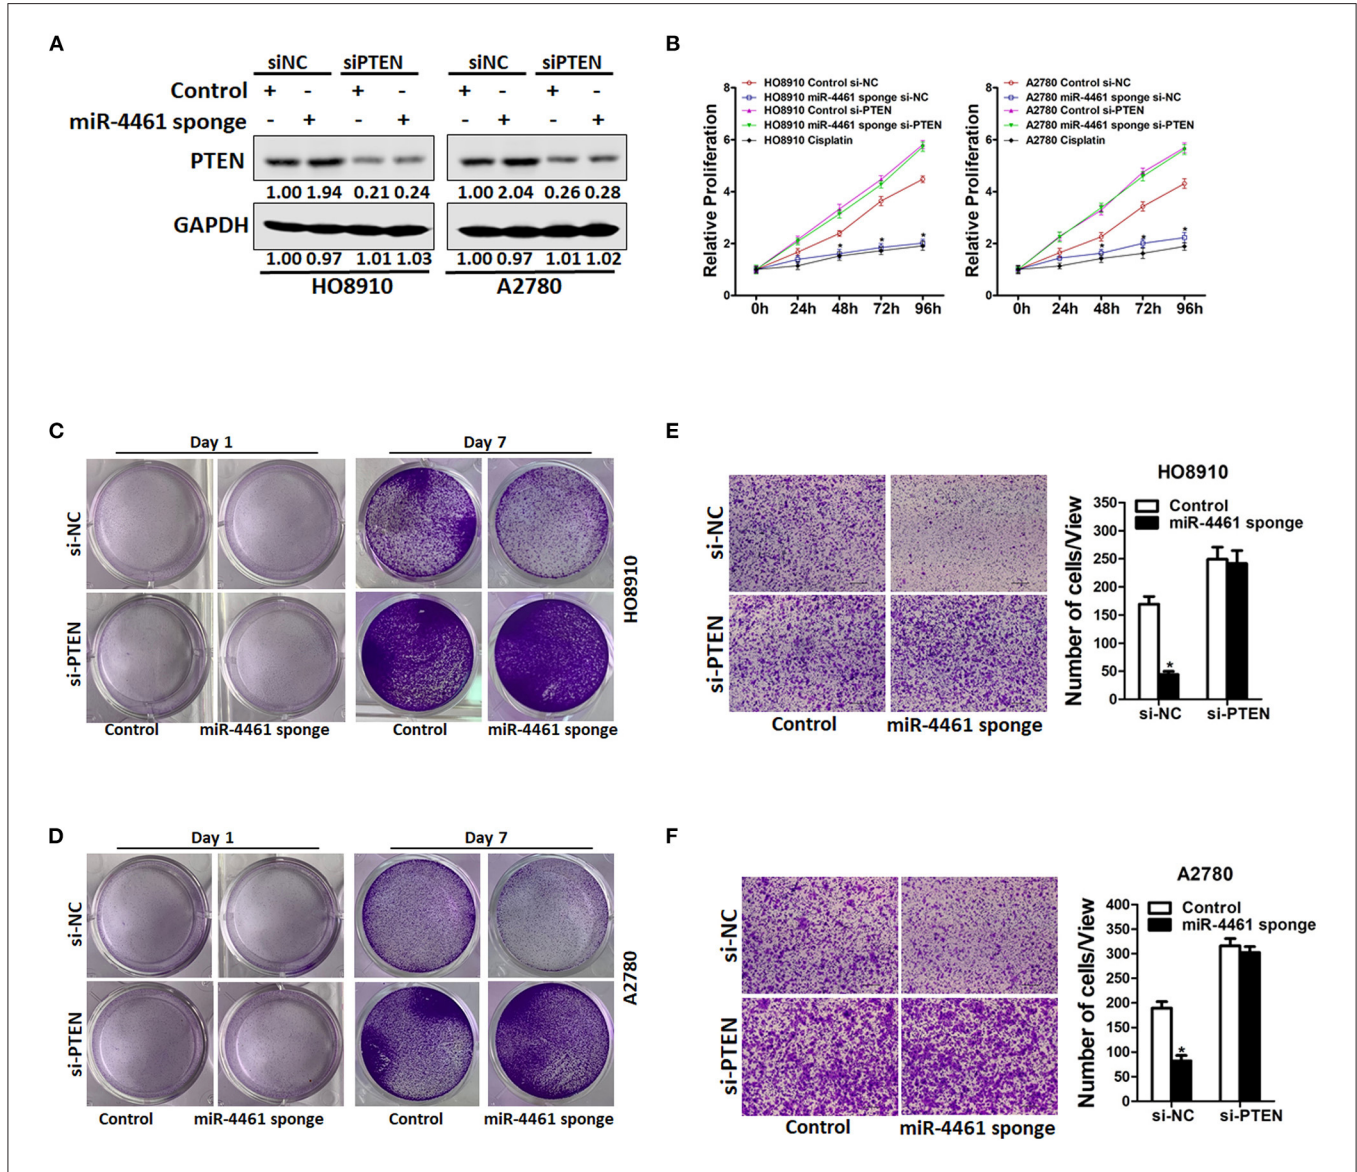 A
siNC siPTEN siNC siPTEN
Control + - + - + - + -
miR-4461 sponge - + - + - + - +
PTEN
1.00 1.94 0.21 0.24 1.00 2.04 0.26 0.28
GAPDH
1.00 0.97 1.01 1.03 1.00 0.97 1.01 1.02
HO8910 A2780
B
HO8910 Control si-NC
HO8910 miR-4461 sponge si-NC
HO8910 Control si-PTEN
HO8910 miR-4461 sponge si-PTEN
HO8910 Cisplatin
Relative Proliferation
8
6
4
2
0
* * *
0h 24h 48h 72h 96h
A2780 Control si-NC
A2780 miR-4461 sponge si-NC
A2780 Control si-PTEN
A2780 miR-4461 sponge si-PTEN
A2780 Cisplatin
Relative Proliferation
8
6
4
2
0
* * *
0h 24h 48h 72h 96h
C
Day 1 Day 7
si-NC
si-PTEN
HO8910
Control miR-4461 sponge Control miR-4461 sponge
E
si-NC
si-PTEN
Control miR-4461 sponge
HO8910
Control
miR-4461 sponge
Number of cells/View
350
300
250
200
150
100
50
0
*
si-NC si-PTEN
D
Day 1 Day 7
si-NC
si-PTEN
A2780
Control miR-4461 sponge Control miR-4461 sponge
F
si-NC
si-PTEN
Control miR-4461 sponge
A2780
Control
miR-4461 sponge
Number of cells/View
400
350
300
250
200
150
100
50
0
*
si-NC si-PTEN